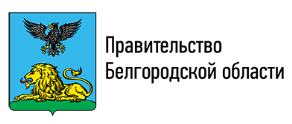 Правительство
Белгородской области